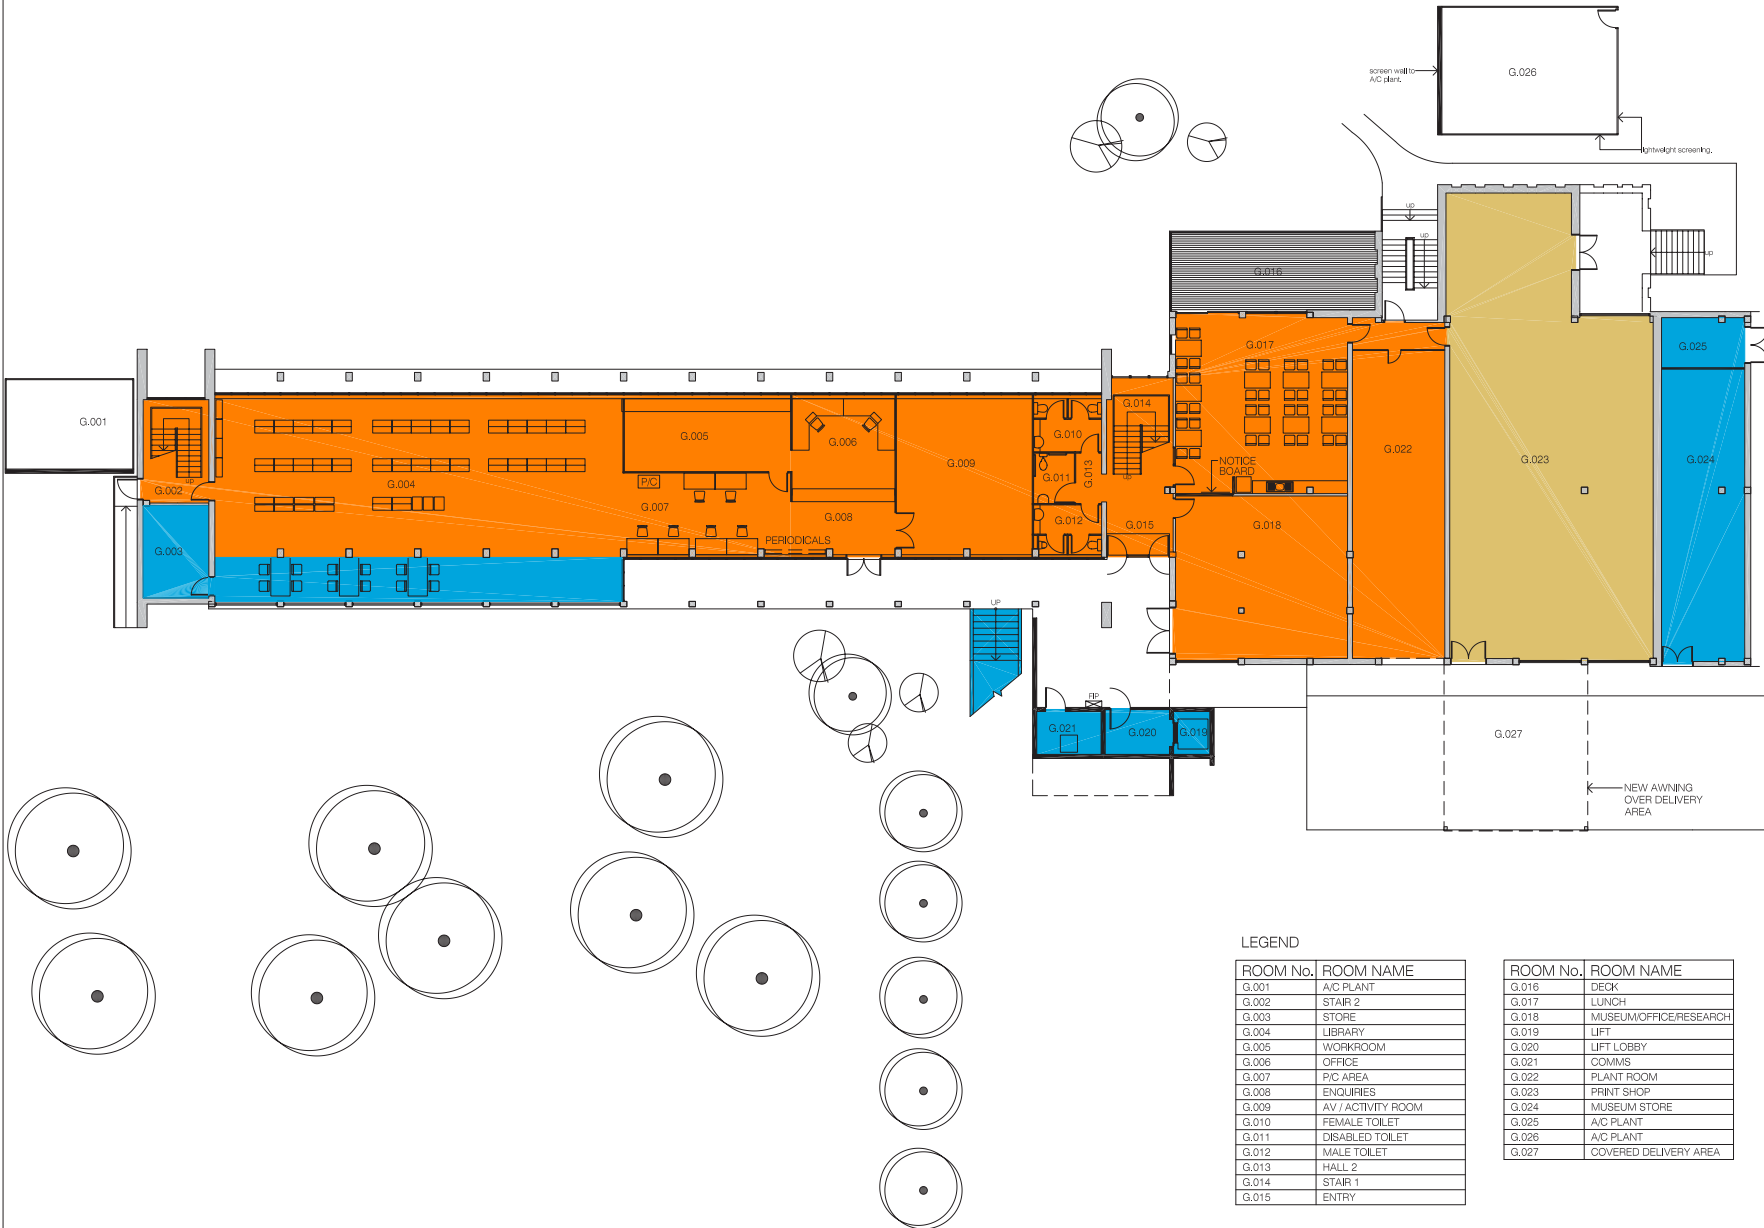 G.026
screen wall to
A/C plant.
lightweight screening.
up
up
up
G.016
G.017
G.025
G.001
G.014
G.005
G.006
G.010
G.009
G.022
G.023
G.024
NOTICE
BOARD
G.013
G.011
up
up
G.004
P/C
G.002
G.007
G.008
G.012
G.015
G.018
PERIODICALS
G.003
UP
FIP
G.021
G.020
G.019
G.027
NEW AWNING
OVER DELIVERY
AREA
LEGEND
ROOM No. ROOM NAME
G.001 A/C PLANT
G.002 STAIR 2
G.003 STORE
G.004 LIBRARY
G.005 WORKROOM
G.006 OFFICE
G.007 P/C AREA
G.008 ENQUIRIES
G.009 AV / ACTIVITY ROOM
G.010 FEMALE TOILET
G.011 DISABLED TOILET
G.012 MALE TOILET
G.013 HALL 2
G.014 STAIR 1
G.015 ENTRY
ROOM No. ROOM NAME
G.016 DECK
G.017 LUNCH
G.018 MUSEUM/OFFICE/RESEARCH
G.019 LIFT
G.020 LIFT LOBBY
G.021 COMMS
G.022 PLANT ROOM
G.023 PRINT SHOP
G.024 MUSEUM STORE
G.025 A/C PLANT
G.026 A/C PLANT
G.027 COVERED DELIVERY AREA